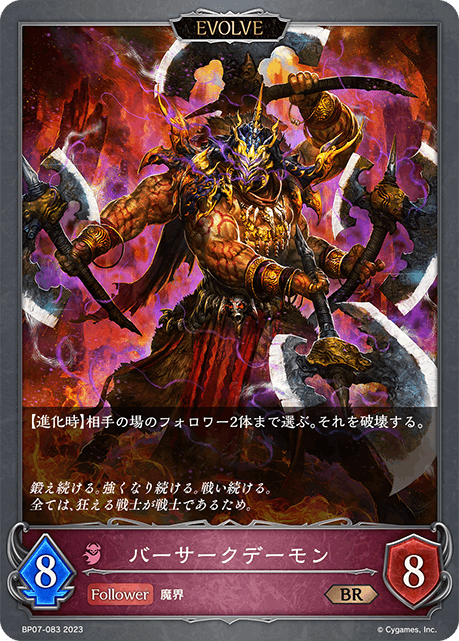 EVOLVE
【進化時】相手の場のフォロワー2体まで選ぶ。それを破壊する。
鍛え続ける。強くなり続ける。戦い続ける。
全ては、狂える戦士が戦士であるため。
8 バーサークデーモン 8
Follower 魔界 BR
BP07-083 2023 © Cygames, Inc.